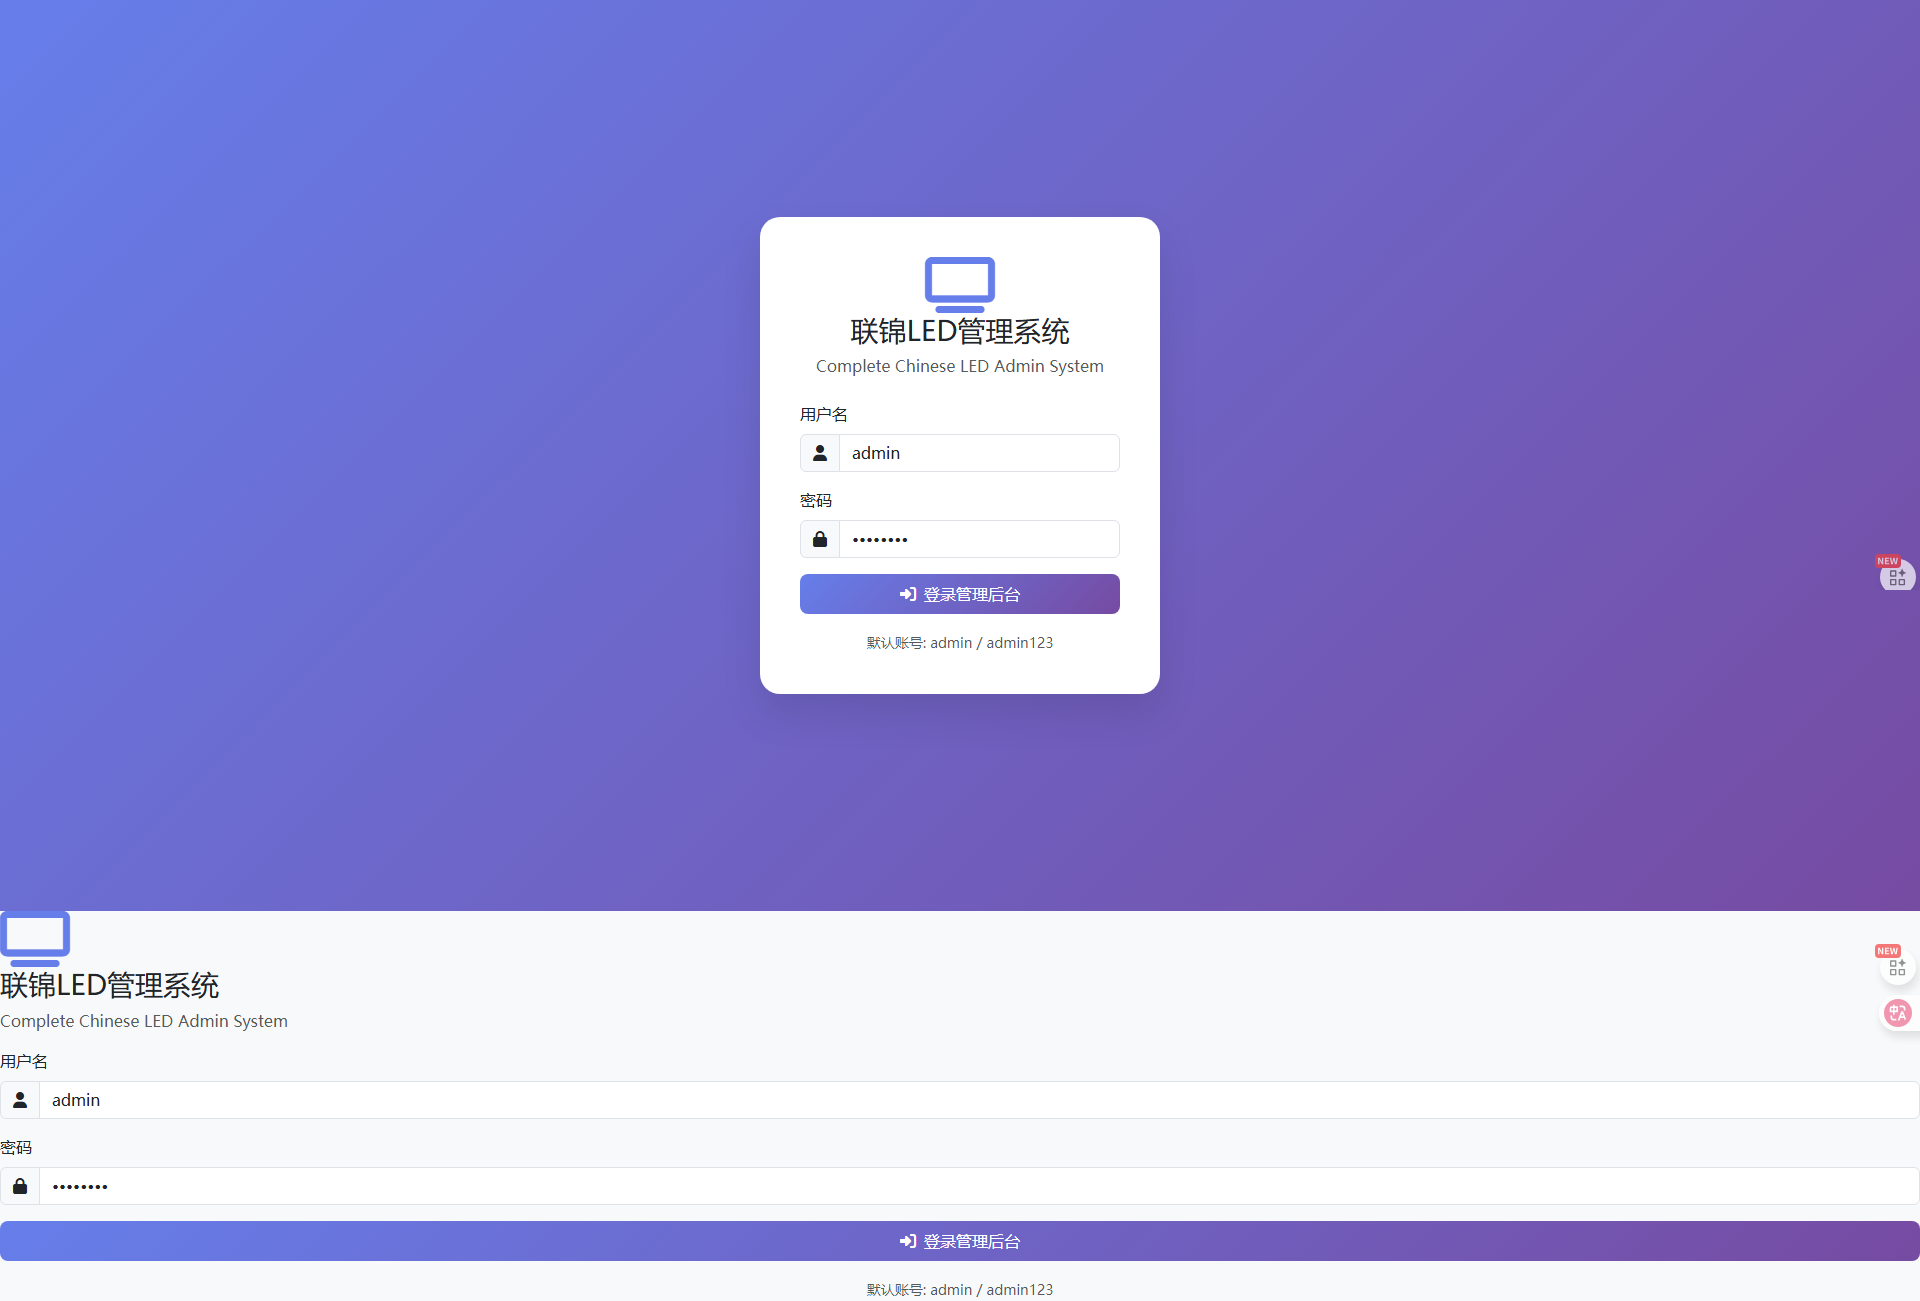 联锦LED管理系统
Complete Chinese LED Admin System
用户名
admin
密码
••••••••
登录管理后台
默认账号: admin / admin123
NEW
联锦LED管理系统
Complete Chinese LED Admin System
NEW
中A
用户名
admin
密码
••••••••
登录管理后台
默认账号: admin / admin123